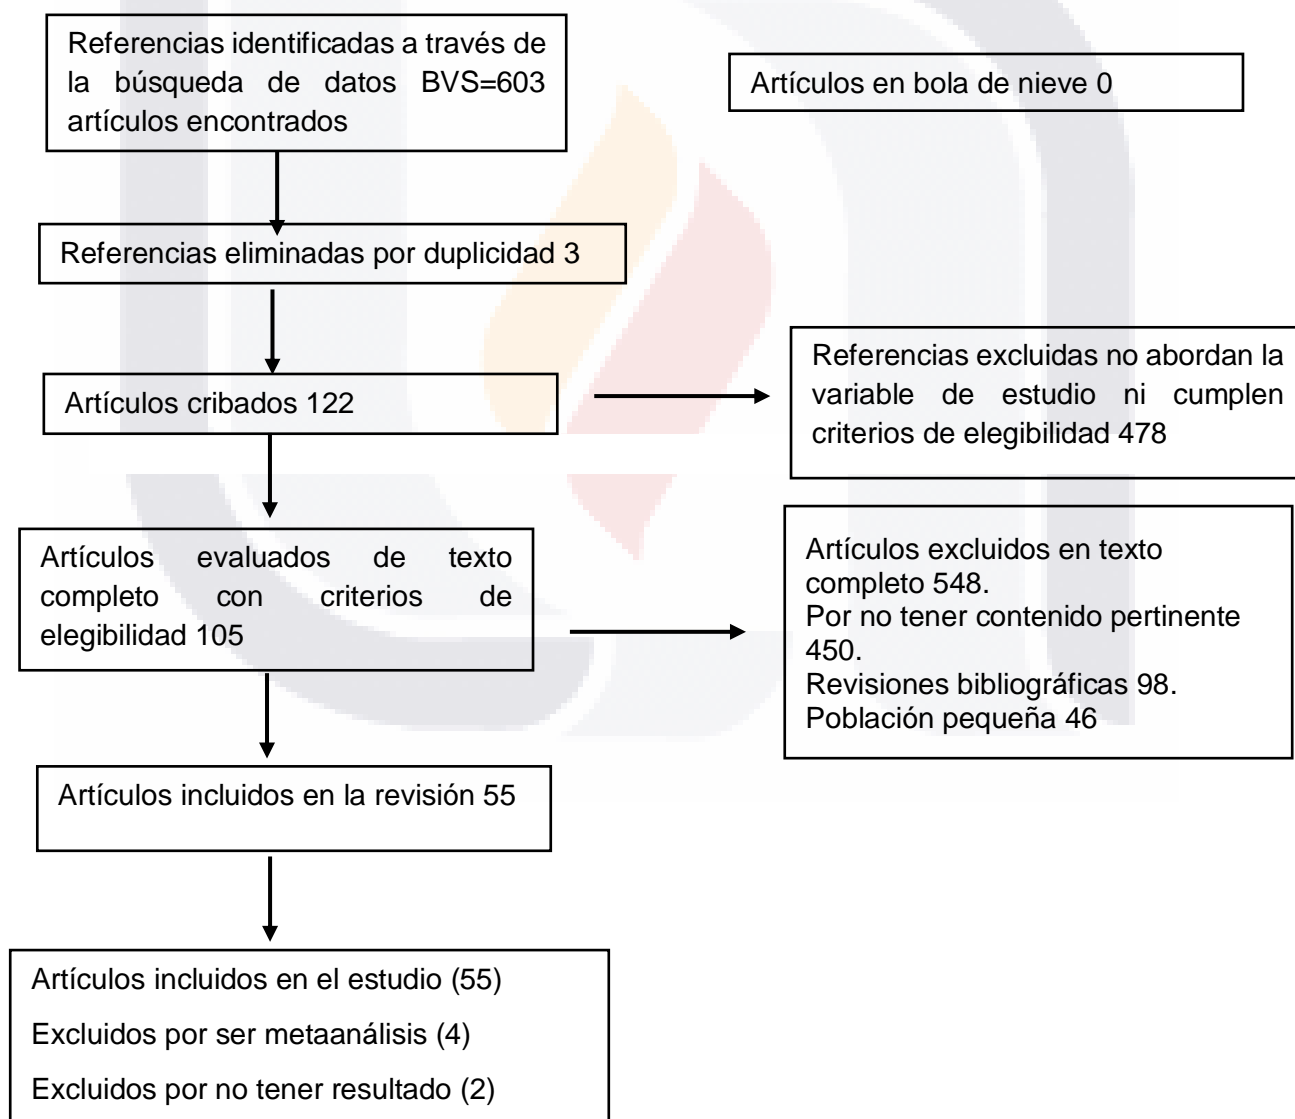 Referencias identificadas a través de
la búsqueda de datos BVS=603
artículos encontrados
Artículos en bola de nieve 0
Referencias eliminadas por duplicidad 3
Artículos cribados 122
Referencias excluidas no abordan la
variable de estudio ni cumplen
criterios de elegibilidad 478
Artículos evaluados de texto
completo con criterios de
elegibilidad 105
Artículos excluidos en texto
completo 548.
Por no tener contenido pertinente
450.
Revisiones bibliográficas 98.
Población pequeña 46
Artículos incluidos en la revisión 55
Artículos incluidos en el estudio (55)
Excluidos por ser metaanálisis (4)
Excluidos por no tener resultado (2)